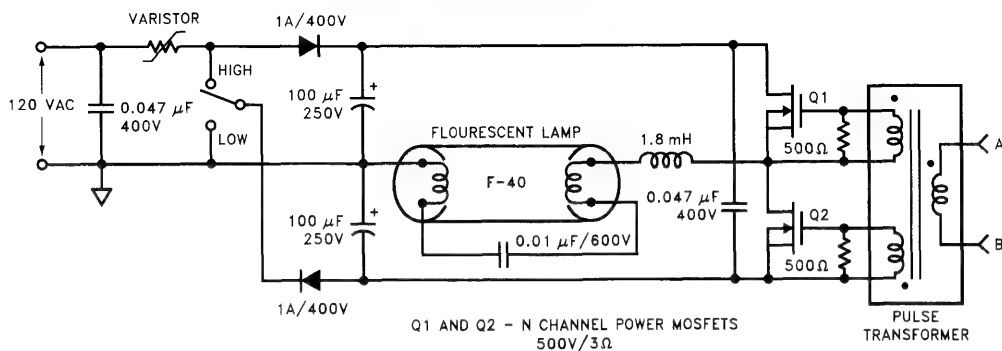 VARISTOR
1A/400V
HIGH
120 VAC
0.047 µF
400V
LOW
100 µF
250V
+
FLOURESCENT LAMP
F-40
1.8 mH
Q1
500Ω
A
0.047 µF
400V
100 µF
250V
+
0.01 µF/600V
Q2
500Ω
B
1A/400V
Q1 AND Q2 - N CHANNEL POWER MOSFETS
500V/3Ω
PULSE
TRANSFORMER